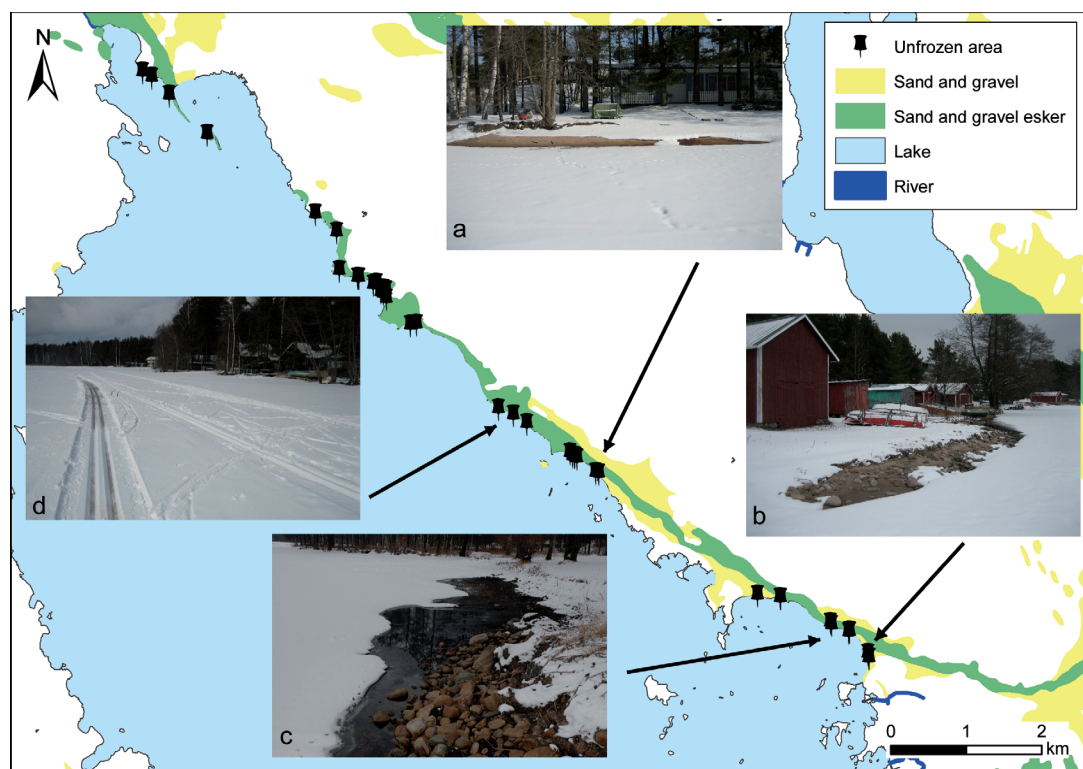 N
Unfrozen area
Sand and gravel
Sand and gravel esker
Lake
River
a
b
c
d
0 1 2
km